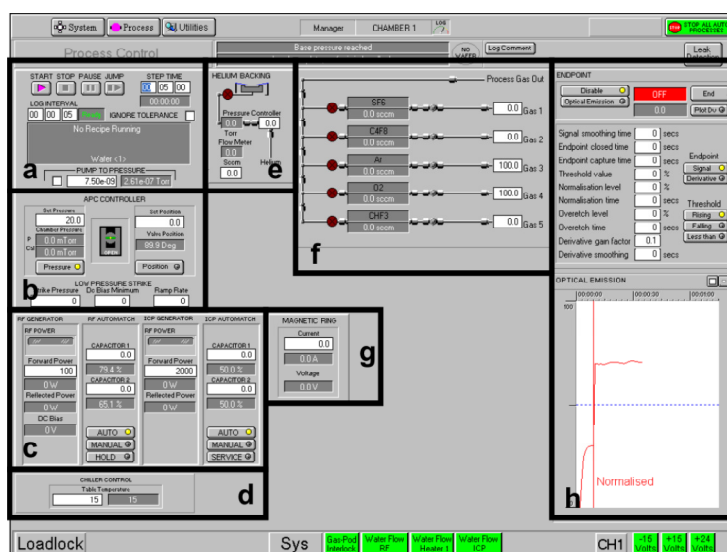 System Process Utilities
Manager CHAMBER 1 LOG
STOP ALL AUTO
PROCESSES
Process Control
Base pressure reached
NO
WAFER
Log Comment
Leak
Detection
START STOP PAUSE JUMP STEP TIME
00 05 00
00:00:00
LOG INTERVAL
00 00 05 IGNORE TOLERANCE
No Recipe Running
Water <1>
PUMP TO PRESSURE
7.50e-09 2.61e-07 Torr
a
HELIUM BACKING
Pressure Controller
0.0 0.0
Torr
Flow Meter
0.0
Sccm
0.0 Helium
e
Process Gas Out
SF6
0.0 sccm
0.0 Gas 1
C4F8
0.0 sccm
0.0 Gas 2
Ar
0.0 sccm
100.0 Gas 3
O2
0.0 sccm
100.0 Gas 4
CHF3
0.0 sccm
0.0 Gas 5
f
ENDPOINT
Disable OFF End
Optical Emission 0.0 Plot Dv
Signal smoothing time 0 secs
Endpoint closed time 0 secs
Endpoint capture time 0 secs
Threshold value 0 %
Normalisation level 0 %
Normalisation time 0 secs
Overetch level 0 %
Overetch time 0 secs
Derivative gain factor 0.1
Derivative smoothing 0 secs
Endpoint
Signal
Derivative
Threshold
Rising
Falling
Less than
APC CONTROLLER
Set Pressure
20.0
Chamber Pressure
P 0.0 mTorr
0.0 mTorr
Pressure
OPEN
Set Position
0.0
Valve Position
89.9 Deg
Position
LOW PRESSURE STRIKE
Strike Pressure Dc Bias Minimum Ramp Rate
0 0 0
b
RF GENERATOR RF AUTOMATCH ICP GENERATOR ICP AUTOMATCH
RF POWER
Forward Power
100
0 W
Reflected Power
0 W
DC Bias
0 V
CAPACITOR 1
0.0
79.4 %
CAPACITOR 2
0.0
65.1 %
AUTO
MANUAL
HOLD
RF POWER
Forward Power
2000
0 W
Reflected Power
0 W
CAPACITOR 1
0.0
50.0 %
CAPACITOR 2
0.0
50.0 %
AUTO
MANUAL
SERVICE
c
MAGNETIC RING
Current
0.0
0.0 A
Voltage
0.0 V
g
OPTICAL EMISSION
00:00:00 00:05:00
100
Normalised
h
CHILLER CONTROL
Table Temperature
15 15
d
Loadlock Sys
Gas-Pod
Interlock
Water Flow
RF
Water Flow
Heater 1
Water Flow
ICP
CH1
-15
Volts
+15
Volts
+24
Volts